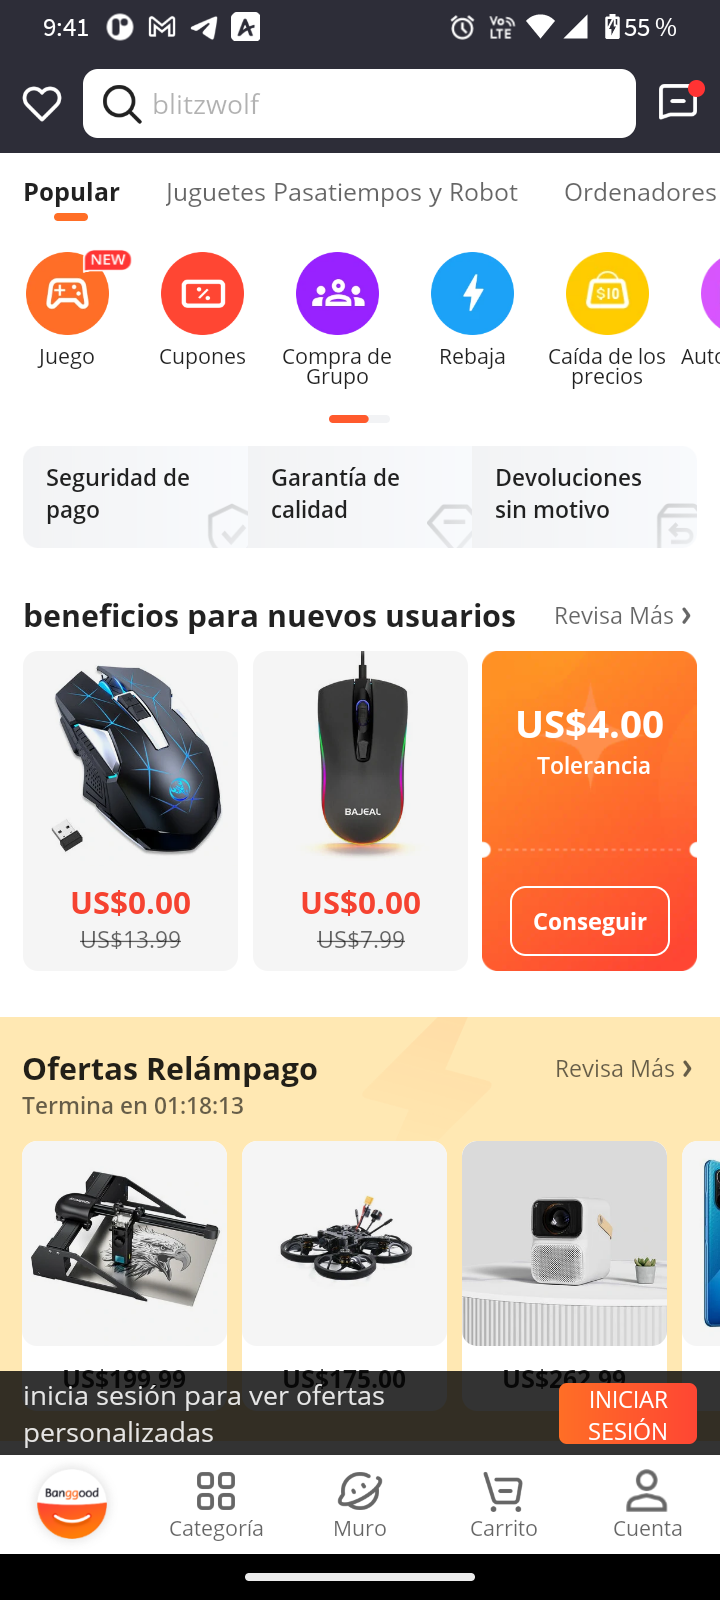 9:41
Vo LTE
55 %
blitzwolf
Popular
Juguetes Pasatiempos y Robot
Ordenadores
NEW
$10
Juego
Cupones
Compra de
Grupo
Rebaja
Caída de los
precios
Auto
Seguridad de
pago
Garantía de
calidad
Devoluciones
sin motivo
beneficios para nuevos usuarios
Revisa Más
BAJEAL
US$0.00
US$13.99
US$0.00
US$7.99
US$4.00
Tolerancia
Conseguir
Ofertas Relámpago
Revisa Más
Termina en 01:18:13
US$199.99
US$175.00
US$262.99
inicia sesión para ver ofertas
personalizadas
INICIAR
SESIÓN
Banggood
Categoría
Muro
Carrito
Cuenta